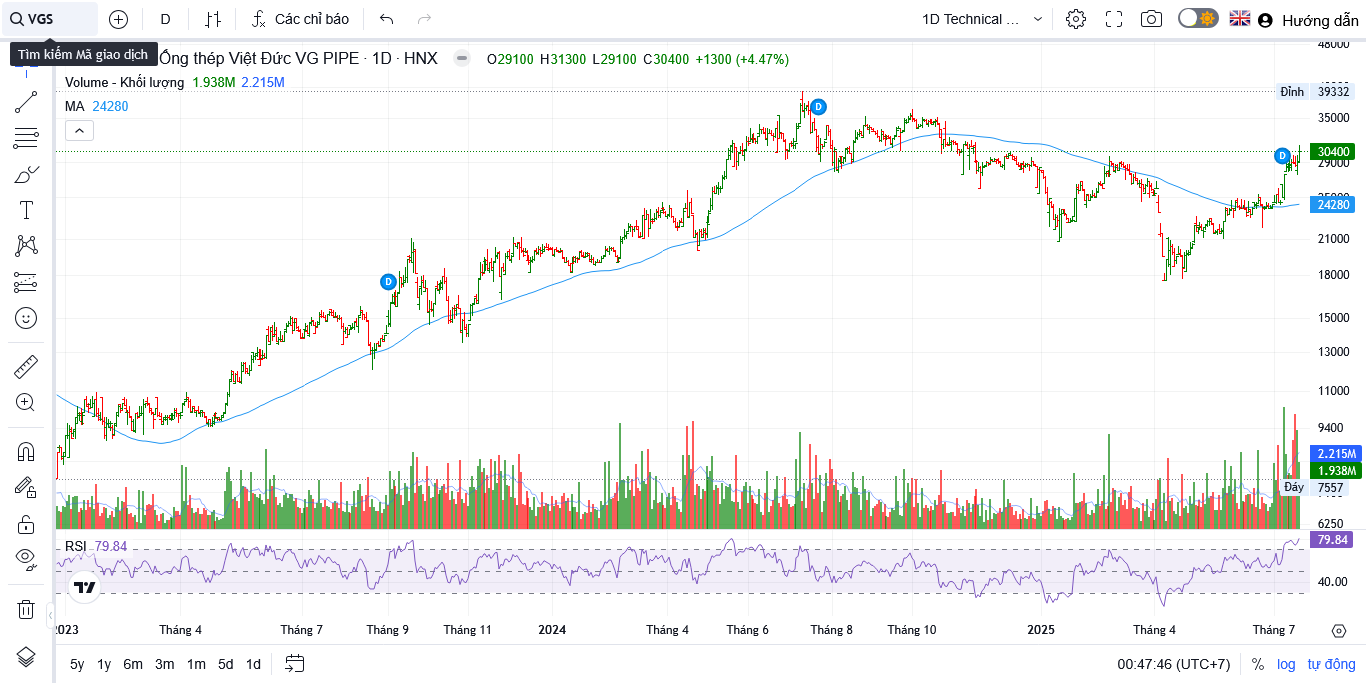 VGS
D
Các chỉ báo
1D Technical ...
Hướng dẫn
Tìm kiếm Mã giao dịch
Ống thép Việt Đức VG PIPE · 1D · HNX
O29100 H31300 L29100 C30400 +1300 (+4.47%)
Volume - Khối lượng 1.938M 2.215M
MA 24280
48000
Đỉnh 39332
35000
30400
29000
25000
24280
21000
18000
15000
13000
11000
9400
2.215M
1.938M
Đáy 7557
6250
D
D
D
RSI 79.84
79.84
40.00
2023 Tháng 4 Tháng 7 Tháng 9 Tháng 11 2024 Tháng 4 Tháng 6 Tháng 8 Tháng 10 2025 Tháng 4 Tháng 7
5y 1y 6m 3m 1m 5d 1d
00:47:46 (UTC+7) % log tự động